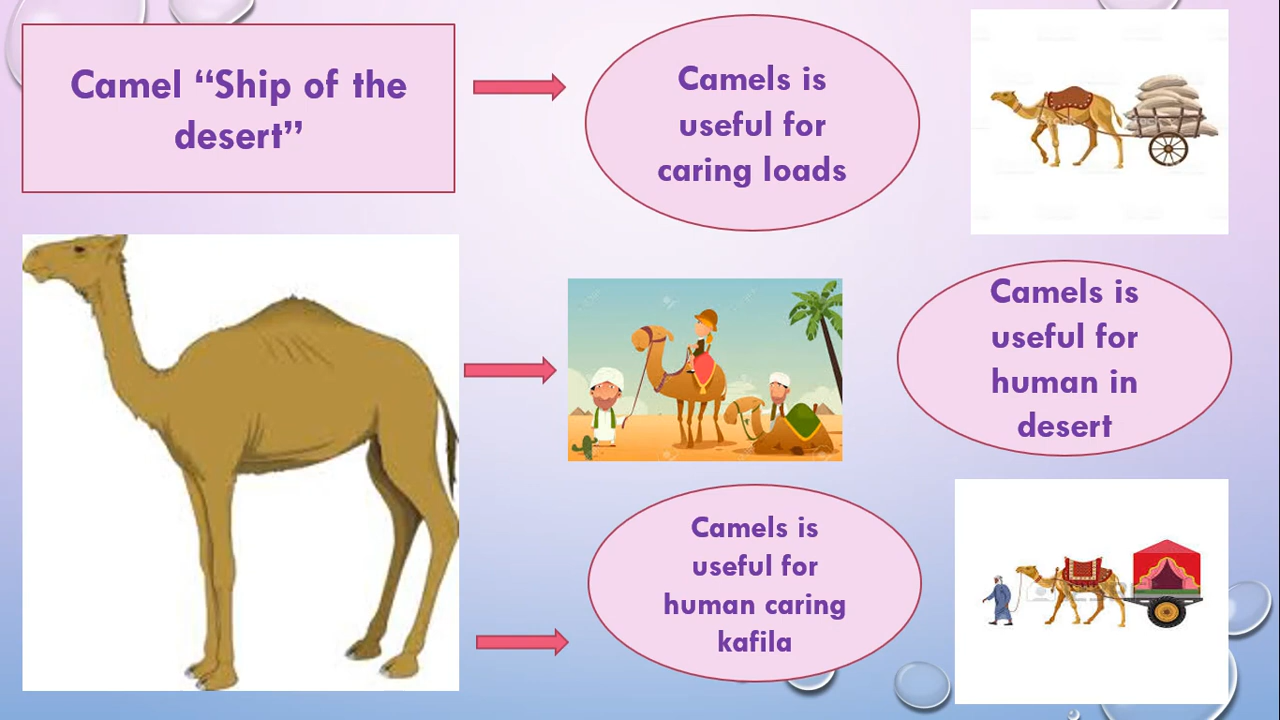 Camel “Ship of the
desert”
Camels is
useful for
caring loads
Camels is
useful for
human in
desert
Camels is
useful for
human caring
kafila